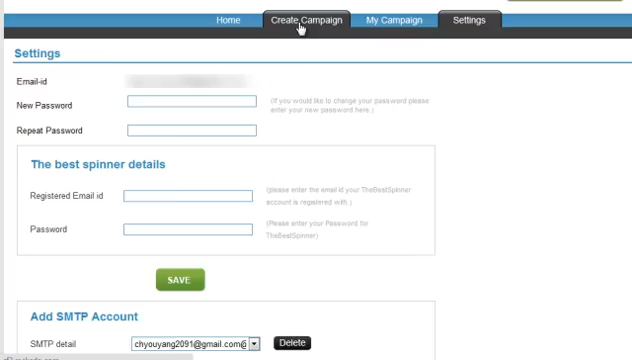 Home Create Campaign My Campaign Settings
Settings
Email-id
New Password
(If you would like to change your password please
enter your new password here.)
Repeat Password
The best spinner details
Registered Email id
(please enter the email id your TheBestSpinner
account is registered with.)
Password
(Please enter your Password for
TheBestSpinner)
SAVE
Add SMTP Account
SMTP detail chyouyang2091@gmail.com@ Delete